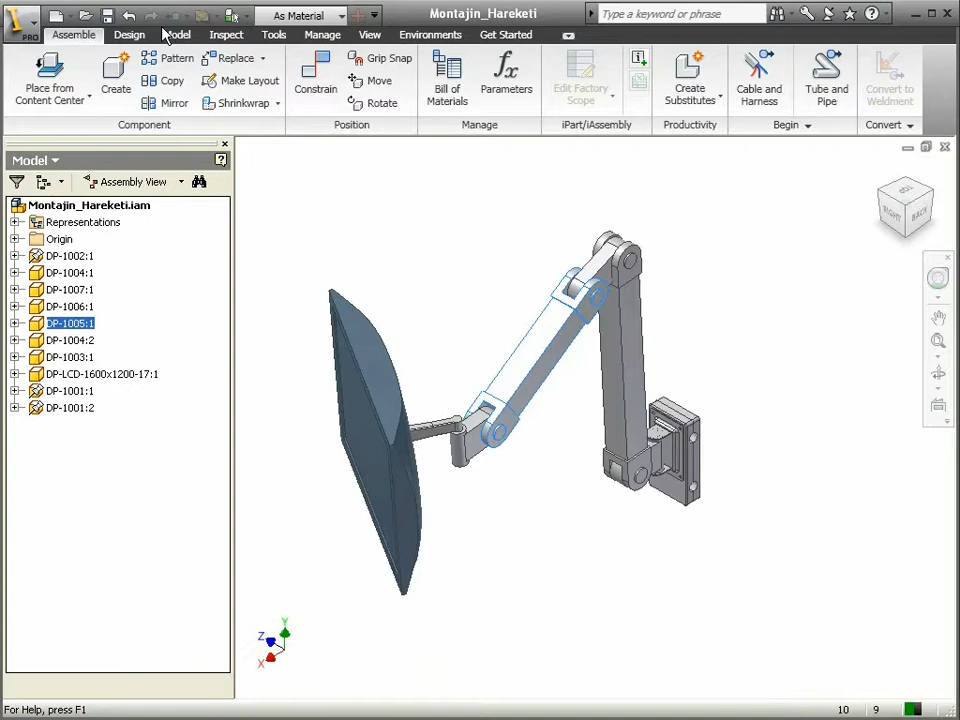 As Material
Montajin_Hareketi
Type a keyword or phrase
PRO
Assemble
Design
Model
Inspect
Tools
Manage
View
Environments
Get Started
Place from
Content Center
Create
Pattern
Copy
Mirror
Replace
Make Layout
Shrinkwrap
Constrain
Grip Snap
Move
Rotate
Bill of
Materials
Parameters
Edit Factory
Scope
Create
Substitutes
Cable and
Harness
Tube and
Pipe
Convert to
Weldment
Component
Position
Manage
iPart/iAssembly
Productivity
Begin
Convert
Model
Assembly View
Montajin_Hareketi.iam
Representations
Origin
DP-1002:1
DP-1004:1
DP-1007:1
DP-1006:1
DP-1005:1
DP-1004:2
DP-1003:1
DP-LCD-1600x1200-17:1
DP-1001:1
DP-1001:2
TOP
RIGHT
BACK
Y
Z
X
For Help, press F1
10
9